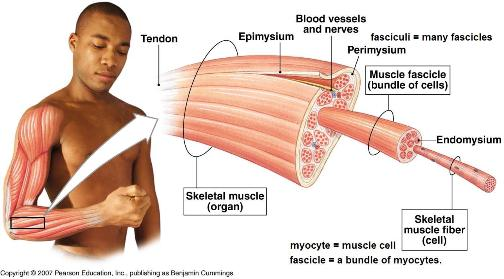 Blood vessels
and nerves
fasciculi = many fascicles
Tendon
Epimysium
Perimysium
Muscle fascicle
(bundle of cells)
Endomysium
Skeletal muscle
(organ)
Skeletal
muscle fiber
(cell)
myocyte = muscle cell
fascicle = a bundle of myocytes.
Copyright © 2007 Pearson Education, Inc., publishing as Benjamin Cummings.